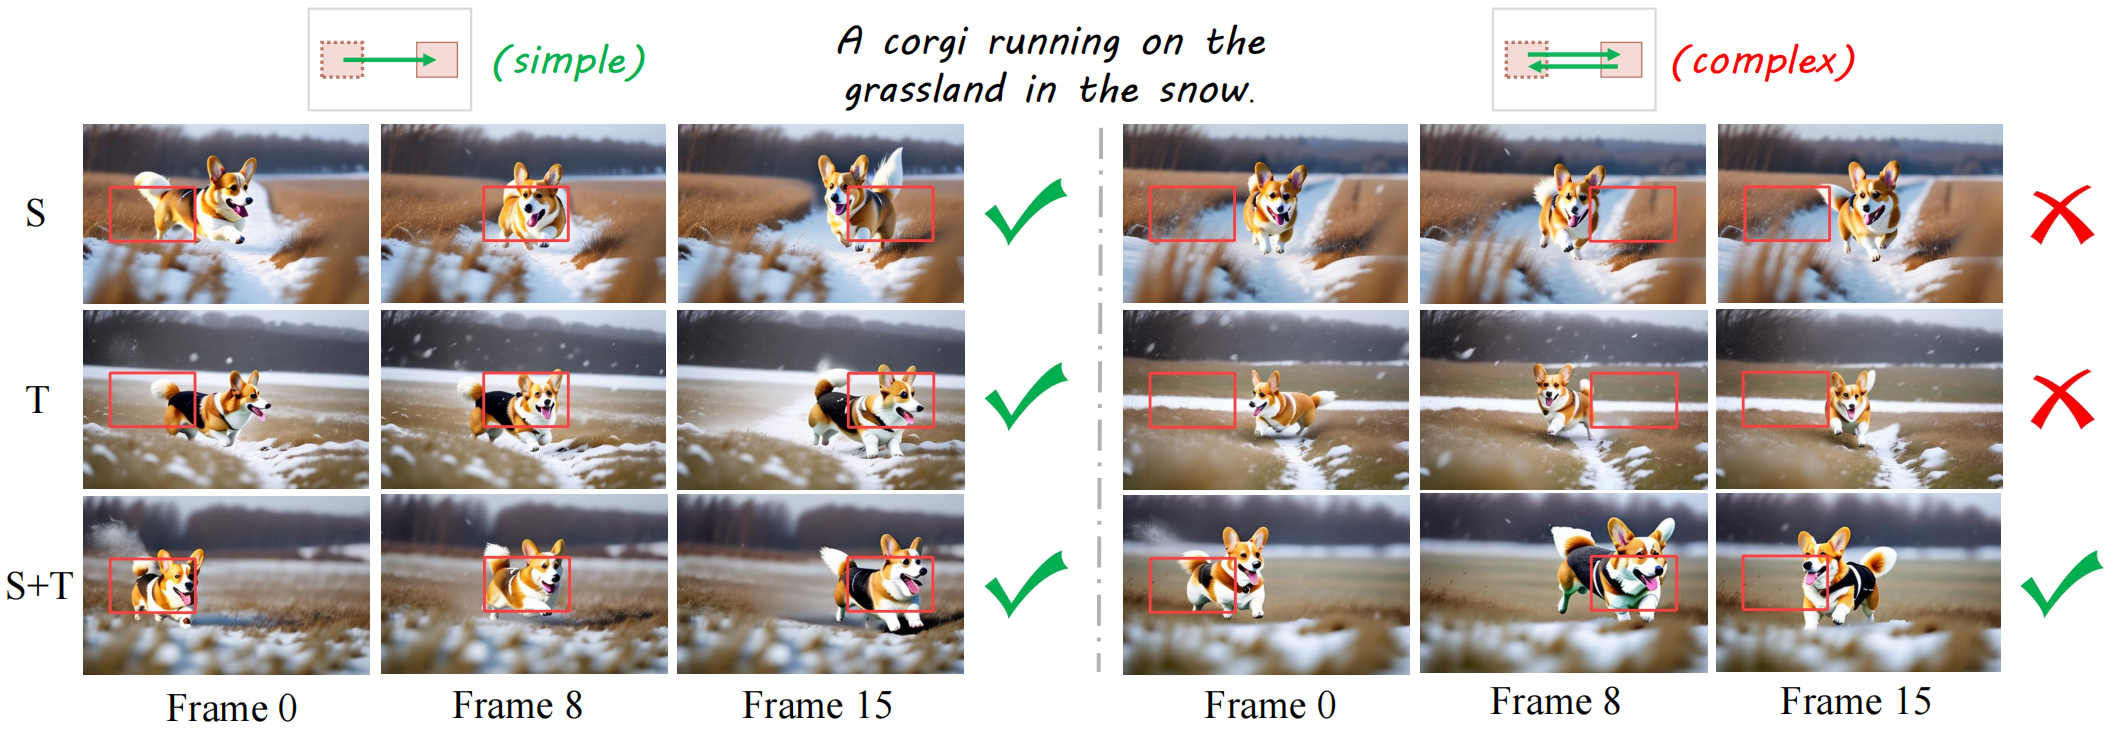 (simple)
A corgi running on the
grassland in the snow.
(complex)
S
T
S+T
Frame 0
Frame 8
Frame 15
Frame 0
Frame 8
Frame 15